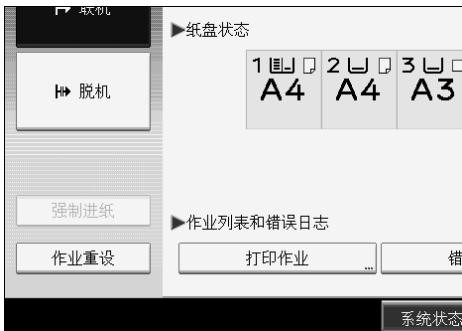 联机
▶纸盘状态
1 2 3
A4 A4 A3
脱机
强制进纸
▶作业列表和错误日志
作业重设
打印作业 ...
错
系统状态